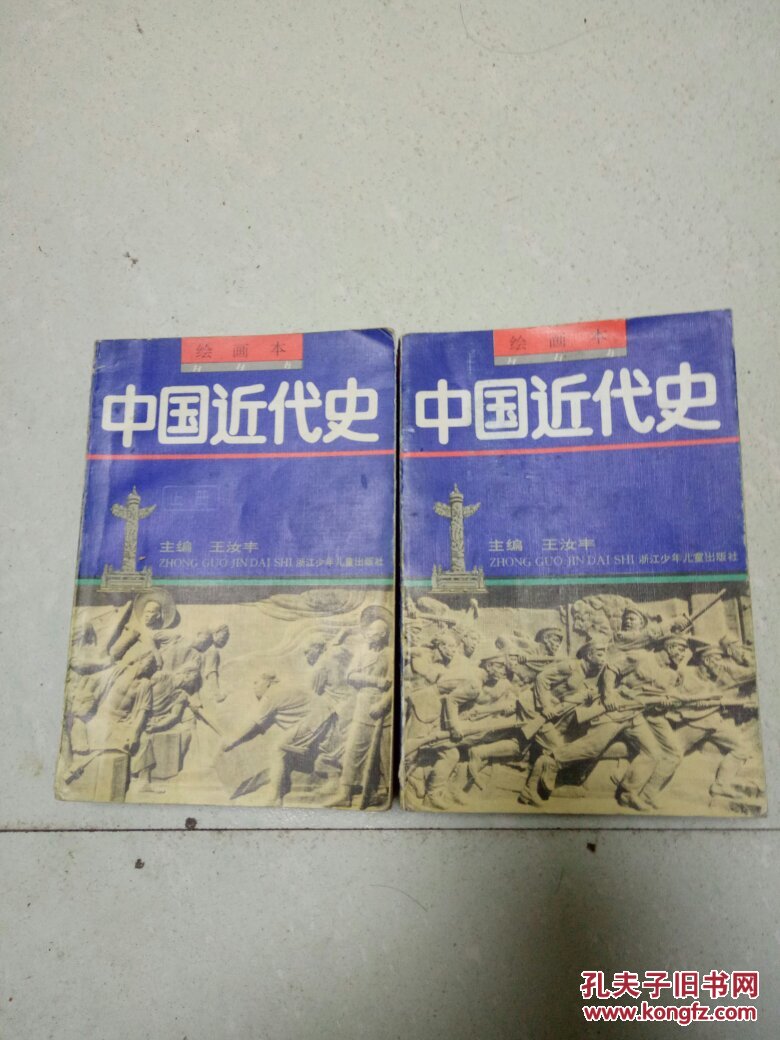 绘画本
中国近代史
主编 王汝丰
ZHONG GUO JIN DAI SHI 浙江少年儿童出版社
绘画本
中国近代史
主编 王汝丰
ZHONG GUO JIN DAI SHI 浙江少年儿童出版社
孔夫子旧书网
www.kongfz.com